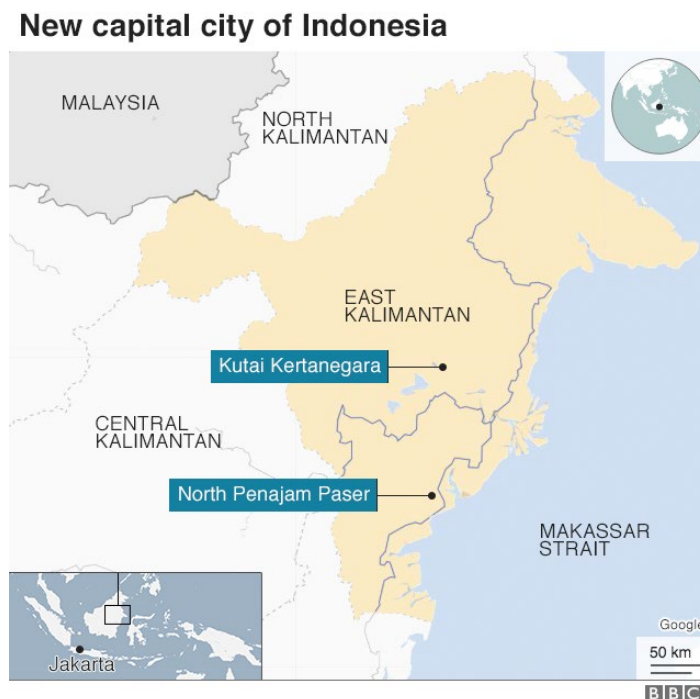 New capital city of Indonesia
MALAYSIA
NORTH
KALIMANTAN
EAST
KALIMANTAN
Kutai Kertanegara
CENTRAL
KALIMANTAN
North Penajam Paser
MAKASSAR
STRAIT
Google
Jakarta
50 km
BBC